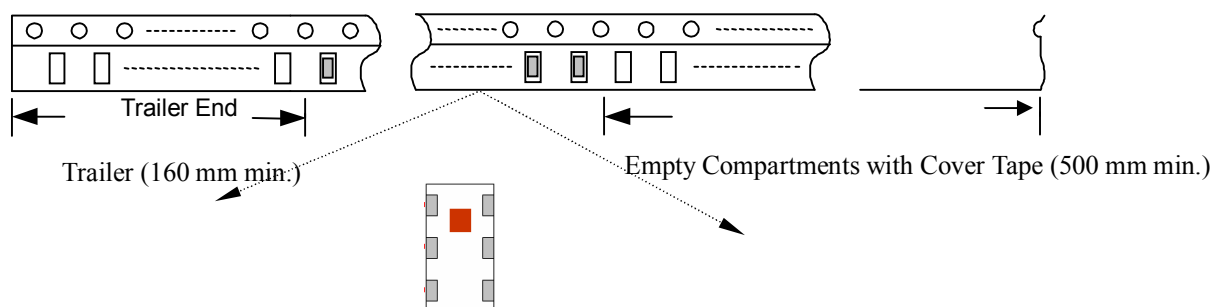 Trailer End
Trailer (160 mm min.)
Empty Compartments with Cover Tape (500 mm min.)